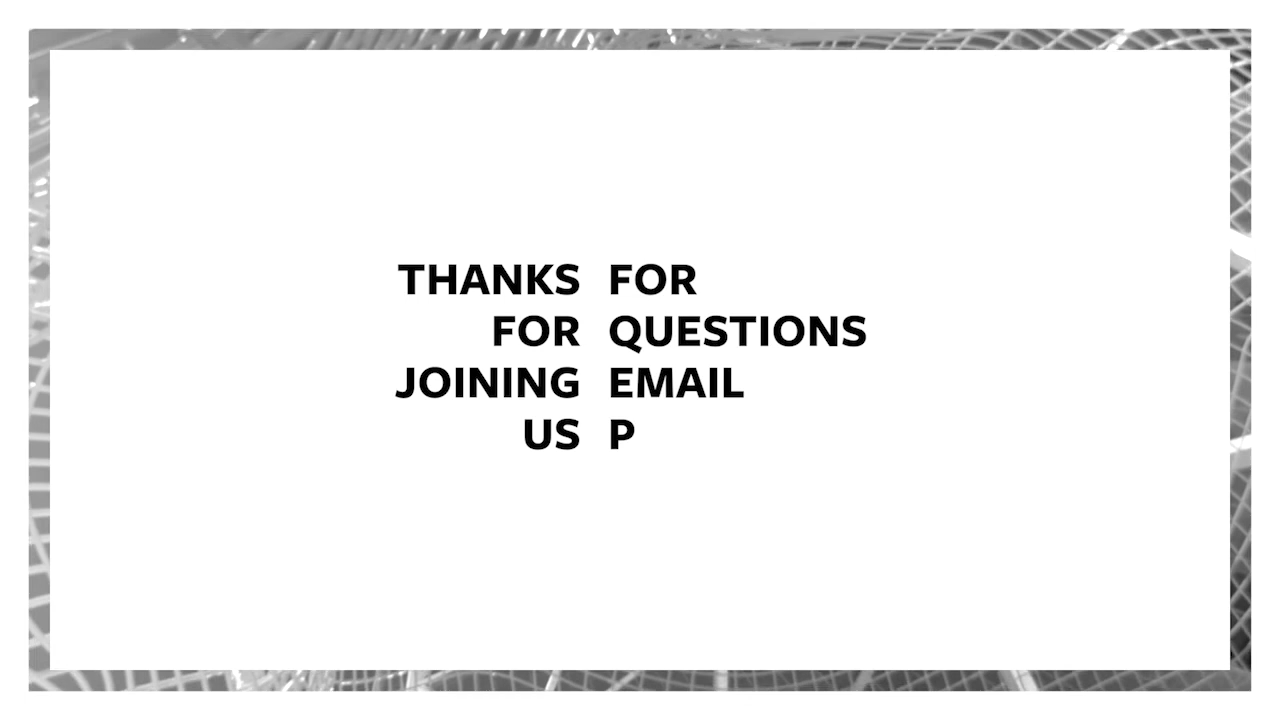 THANKS
FOR
JOINING
US
FOR
QUESTIONS
EMAIL
P